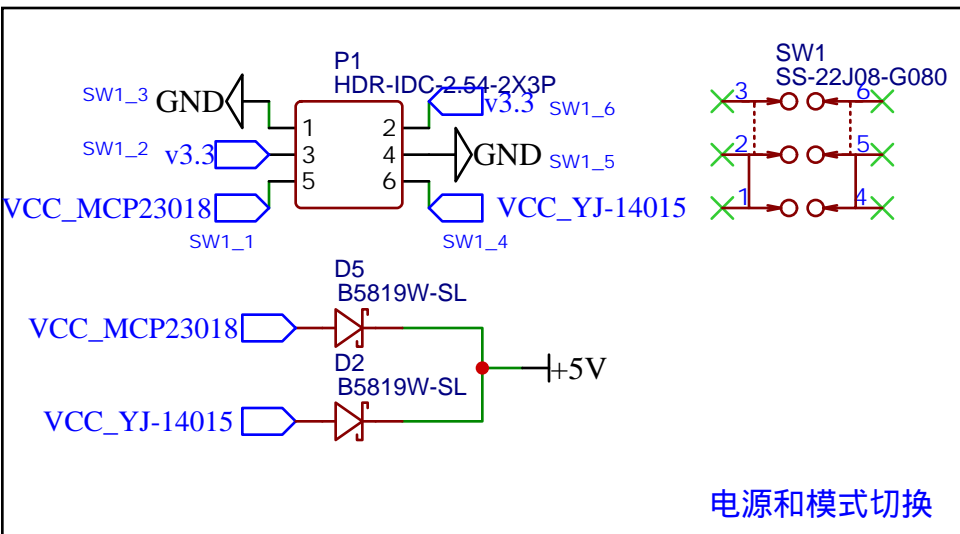 P1
HDR-IDC-2.54-2X3P
SW1_3 GND
v3.3 SW1_6
1 2
SW1_2 v3.3
3 4
GND SW1_5
5 6
VCC_MCP23018
VCC_YJ-14015
SW1_1
SW1_4
SW1
SS-22J08-G080
3 6
2 5
1 4
D5
B5819W-SL
VCC_MCP23018
D2
B5819W-SL
+5V
VCC_YJ-14015
电源和模式切换